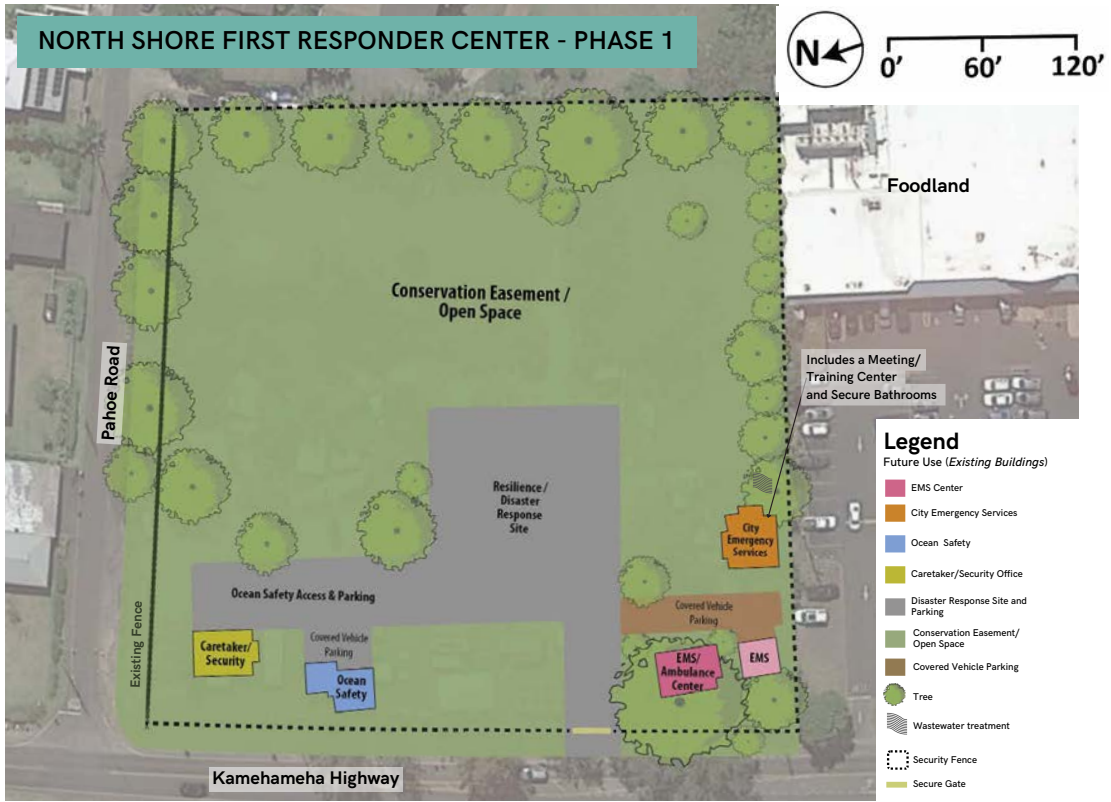 NORTH SHORE FIRST RESPONDER CENTER - PHASE 1
N
0' 60' 120'
Foodland
Conservation Easement /
Open Space
Pahoe Road
Includes a Meeting/
Training Center
and Secure Bathrooms
Resilience /
Disaster
Response
Site
City
Emergency
Services
Ocean Safety Access & Parking
Covered Vehicle
Parking
Existing Fence
Caretaker/
Security
Covered Vehicle
Parking
Ocean
Safety
EMS/
Ambulance
Center
EMS
Kamehameha Highway
Legend
Future Use (Existing Buildings)
EMS Center
City Emergency Services
Ocean Safety
Caretaker/Security Office
Disaster Response Site and
Parking
Conservation Easement/
Open Space
Covered Vehicle Parking
Tree
Wastewater treatment
Security Fence
Secure Gate